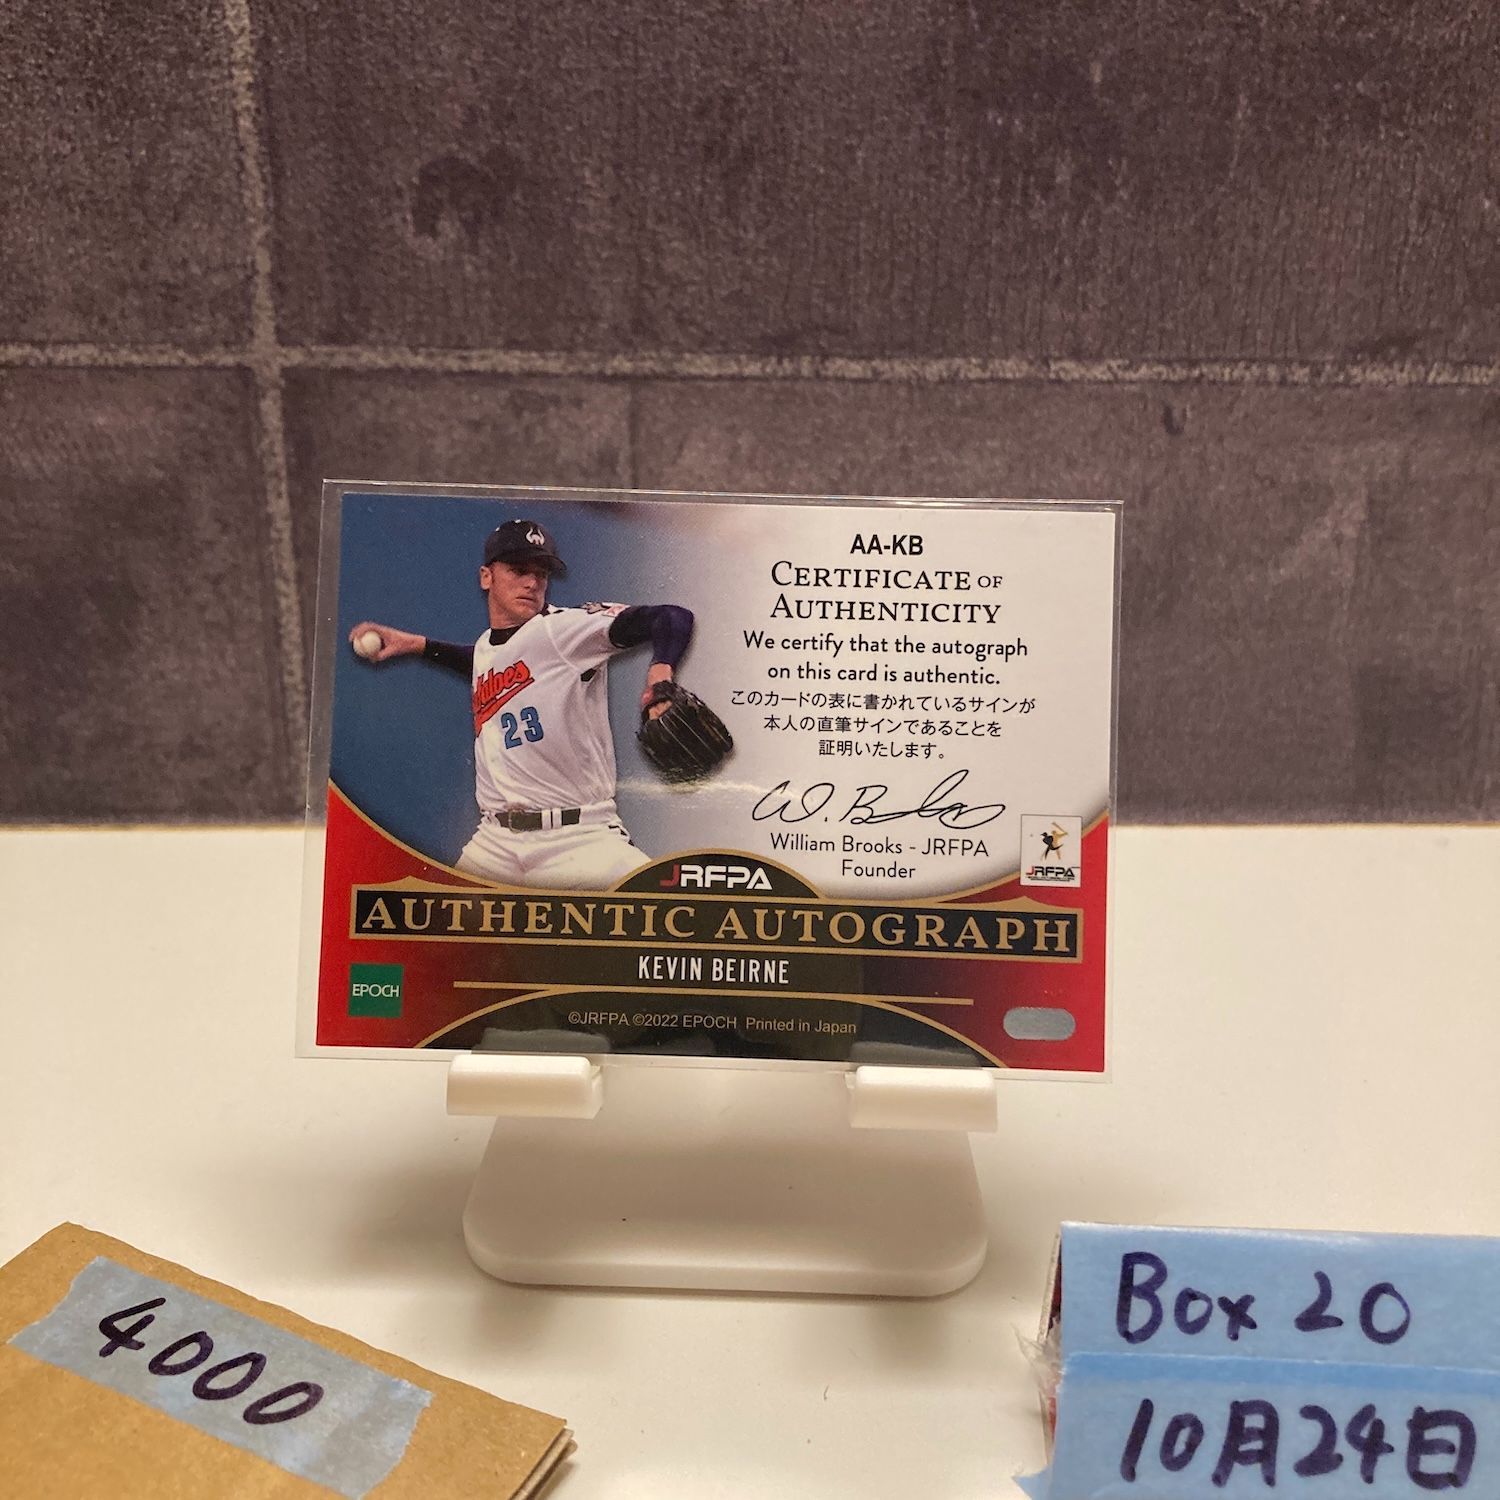 AA-KB
CERTIFICATE OF
AUTHENTICITY
We certify that the autograph
on this card is authentic.
このカードの表に書かれているサインが
本人の直筆サインであることを
証明いたします。
William Brooks - JRFPA
Founder
23
JRFPA
JRFPA
AUTHENTIC AUTOGRAPH
KEVIN BEIRNE
EPOCH
©JRFPA ©2022 EPOCH Printed in Japan
4000
Box 20
10月24日